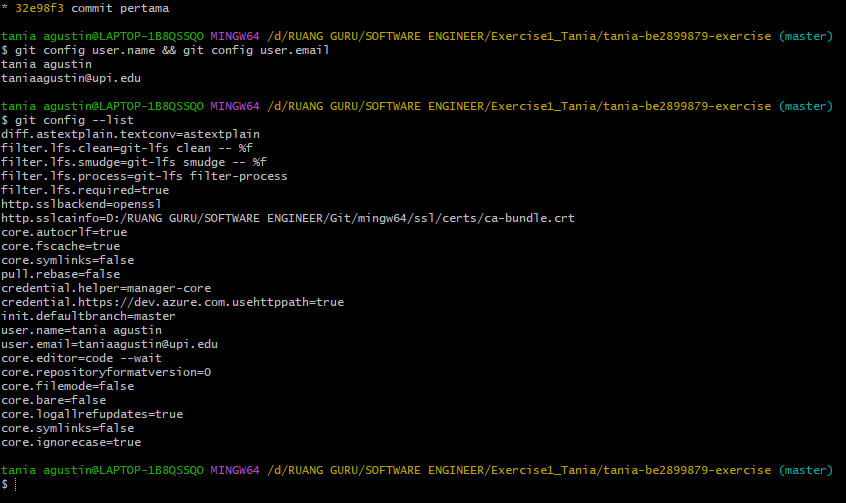 * 32e98f3 commit pertama
tania agustin@LAPTOP-1B8QSSQO MINGW64 /d/RUANG GURU/SOFTWARE ENGINEER/Exercise1_Tania/tania-be2899879-exercise (master)
$ git config user.name && git config user.email
tania agustin
taniaagustin@upi.edu
tania agustin@LAPTOP-1B8QSSQO MINGW64 /d/RUANG GURU/SOFTWARE ENGINEER/Exercise1_Tania/tania-be2899879-exercise (master)
$ git config --list
diff.astextplain.textconv=astextplain
filter.lfs.clean=git-lfs clean -- %f
filter.lfs.smudge=git-lfs smudge -- %f
filter.lfs.process=git-lfs filter-process
filter.lfs.required=true
http.sslbackend=openssl
http.sslcainfo=D:/RUANG GURU/SOFTWARE ENGINEER/Git/mingw64/ssl/certs/ca-bundle.crt
core.autocrlf=true
core.fscache=true
core.symlinks=false
pull.rebase=false
credential.helper=manager-core
credential.https://dev.azure.com.usehttppath=true
init.defaultbranch=master
user.name=tania agustin
user.email=taniaagustin@upi.edu
core.editor=code --wait
core.repositoryformatversion=0
core.filemode=false
core.bare=false
core.logallrefupdates=true
core.symlinks=false
core.ignorecase=true
tania agustin@LAPTOP-1B8QSSQO MINGW64 /d/RUANG GURU/SOFTWARE ENGINEER/Exercise1_Tania/tania-be2899879-exercise (master)
$